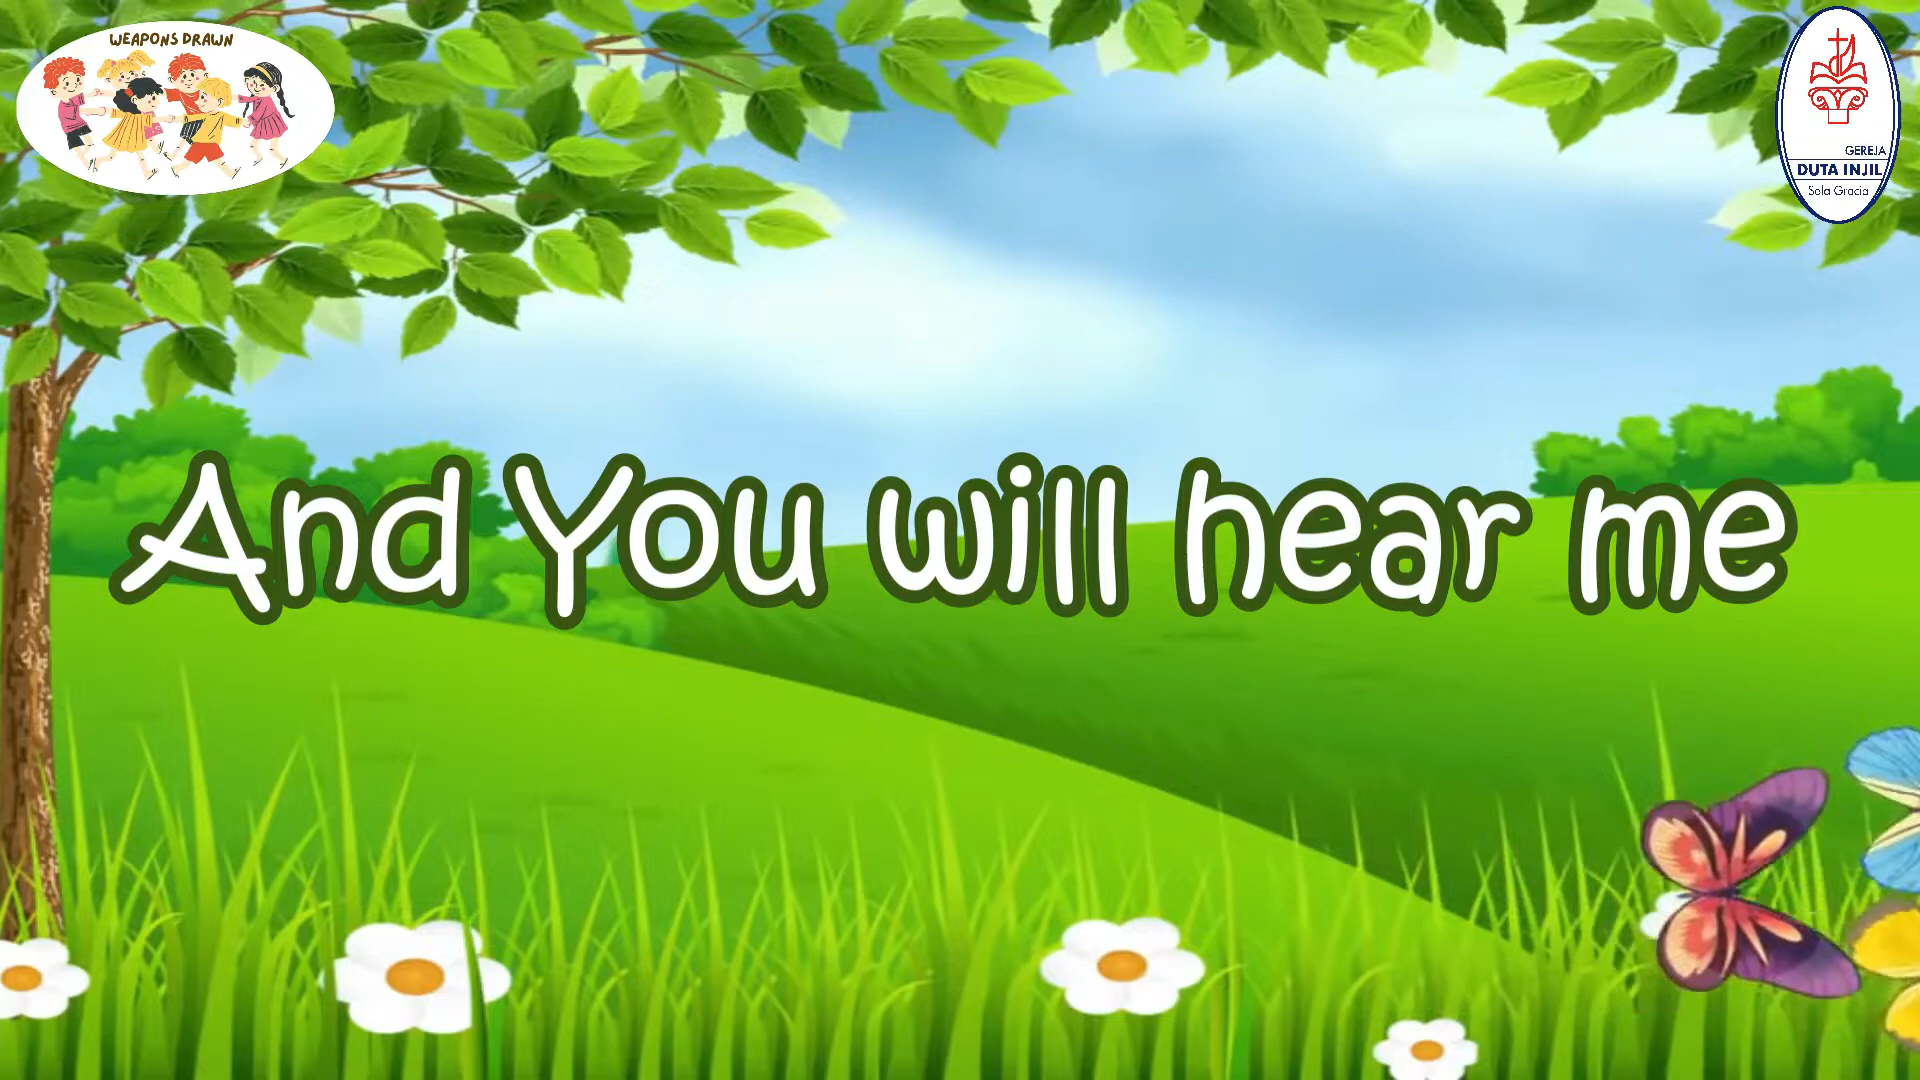 WEAPONS DRAWN
GEREJA
DUTA INJIL
Sola Gracia
And You will hear me